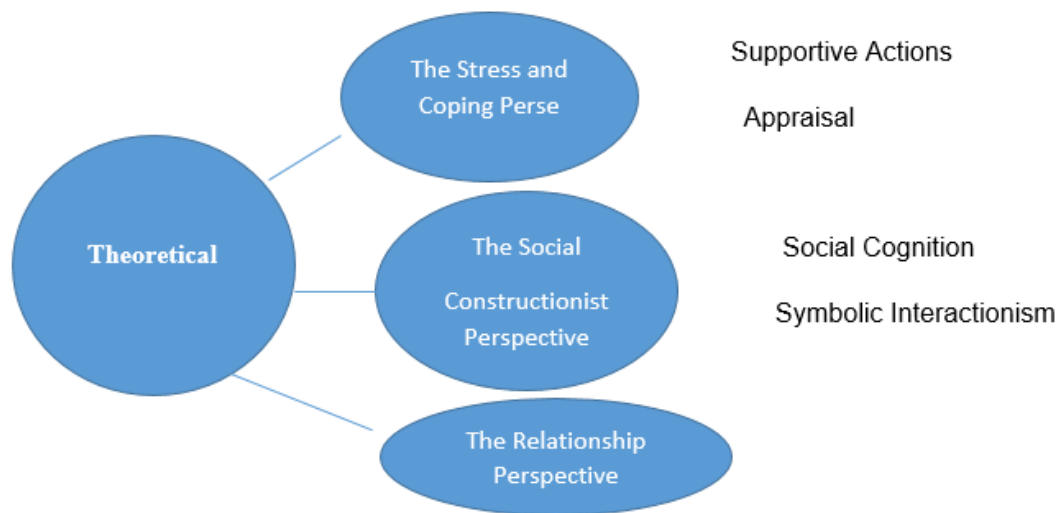 The Stress and
Coping Perse
Supportive Actions
Appraisal
Theoretical
The Social
Constructionist
Perspective
Social Cognition
Symbolic Interactionism
The Relationship
Perspective